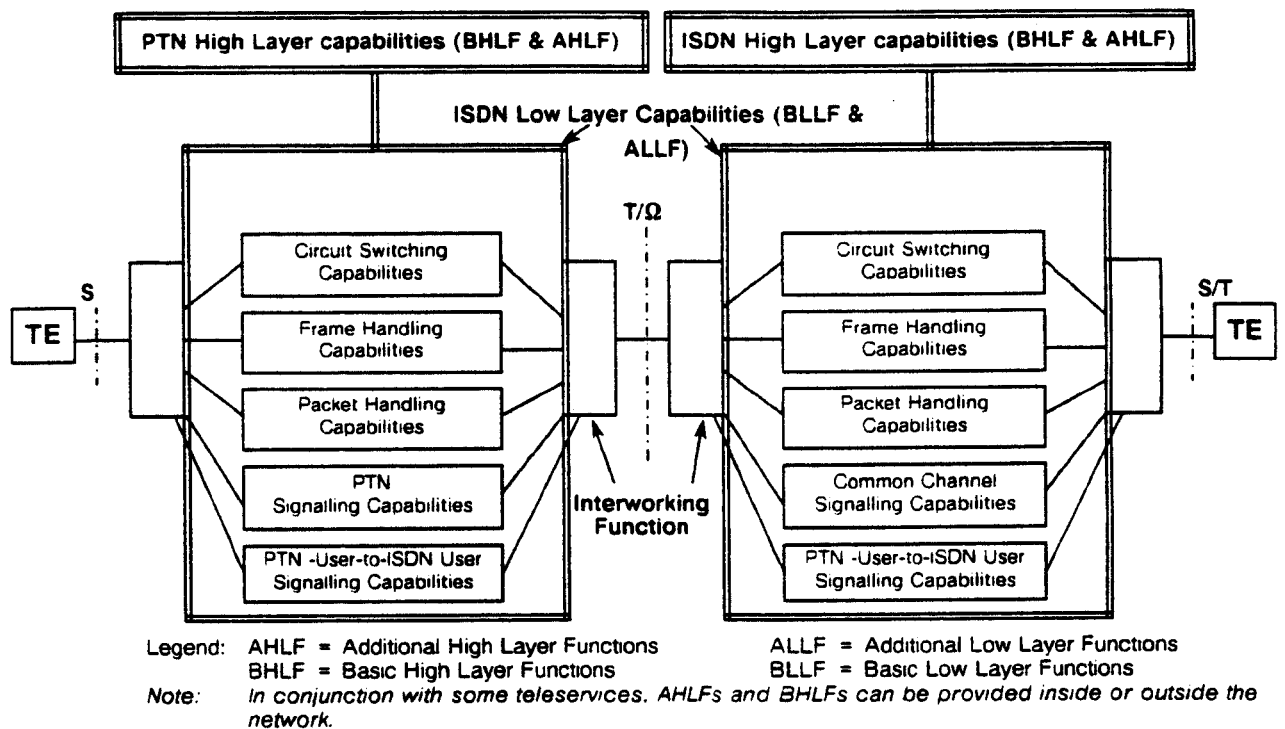 PTN High Layer capabilities (BHLF & AHLF)
ISDN High Layer capabilities (BHLF & AHLF)
ISDN Low Layer Capabilities (BLLF &
ALLF)
T/Ω
S
TE
Circuit Switching
Capabilities
Frame Handling
Capabilities
Packet Handling
Capabilities
PTN
Signalling Capabilities
PTN -User-to-ISDN User
Signalling Capabilities
Interworking
Function
Circuit Switching
Capabilities
Frame Handling
Capabilities
Packet Handling
Capabilities
Common Channel
Signalling Capabilities
PTN -User-to-ISDN User
Signalling Capabilities
S/T
TE
Legend: AHLF = Additional High Layer Functions ALLF = Additional Low Layer Functions
BHLF = Basic High Layer Functions BLLF = Basic Low Layer Functions
Note: In conjunction with some teleservices. AHLFs and BHLFs can be provided inside or outside the
network.